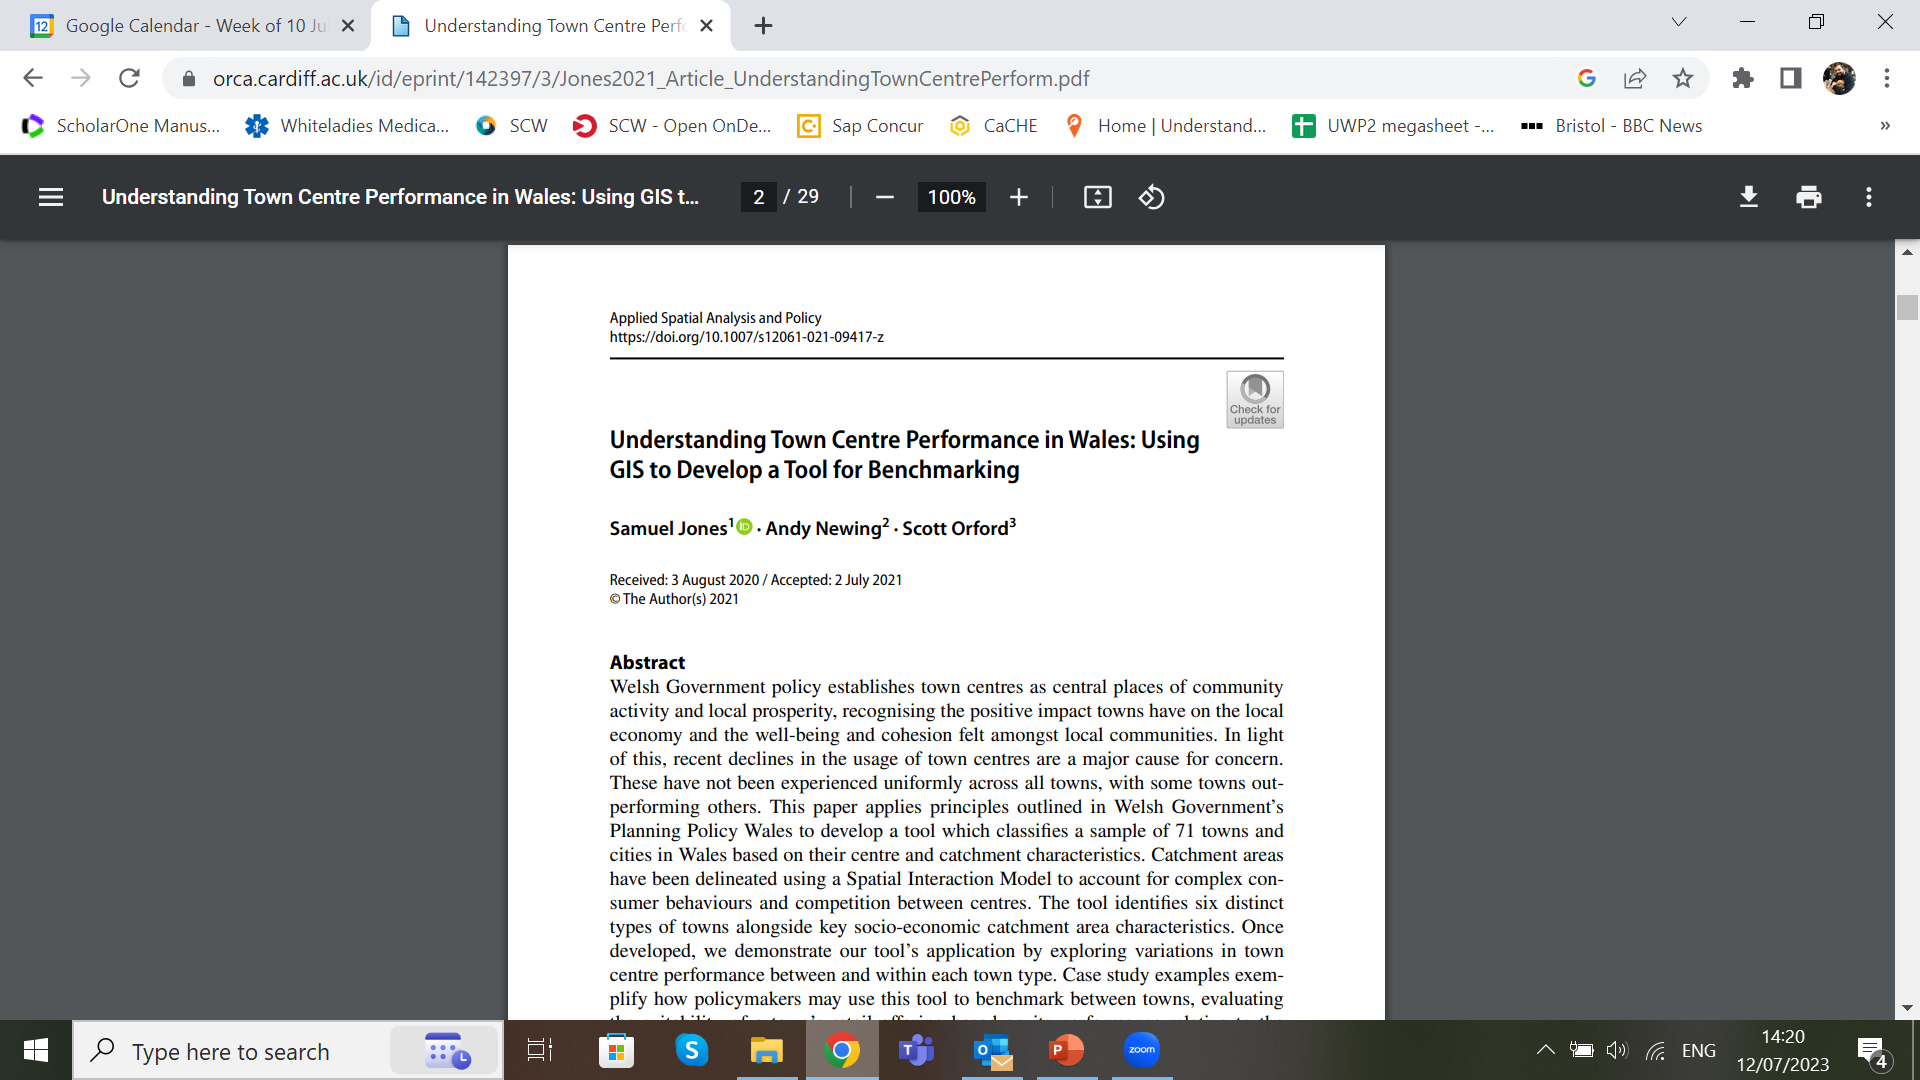 Google Calendar - Week of 10 Ju
Understanding Town Centre Perfo
orca.cardiff.ac.uk/id/eprint/142397/3/Jones2021_Article_UnderstandingTownCentrePerform.pdf
ScholarOne Manus...
Whiteladies Medica...
SCW
SCW - Open OnDe...
Sap Concur
CaCHE
Home | Understand...
UWP2 megasheet -...
Bristol - BBC News
»
Understanding Town Centre Performance in Wales: Using GIS t...
2 / 29
100%
Applied Spatial Analysis and Policy
https://doi.org/10.1007/s12061-021-09417-z
Check for
updates
Understanding Town Centre Performance in Wales: Using
GIS to Develop a Tool for Benchmarking
Samuel Jones1 iD · Andy Newing2 · Scott Orford3
Received: 3 August 2020 / Accepted: 2 July 2021
© The Author(s) 2021
Abstract
Welsh Government policy establishes town centres as central places of community
activity and local prosperity, recognising the positive impact towns have on the local
economy and the well-being and cohesion felt amongst local communities. In light
of this, recent declines in the usage of town centres are a major cause for concern.
These have not been experienced uniformly across all towns, with some towns out-
performing others. This paper applies principles outlined in Welsh Government's
Planning Policy Wales to develop a tool which classifies a sample of 71 towns and
cities in Wales based on their centre and catchment characteristics. Catchment areas
have been delineated using a Spatial Interaction Model to account for complex con-
sumer behaviours and competition between centres. The tool identifies six distinct
types of towns alongside key socio-economic catchment area characteristics. Once
developed, we demonstrate our tool's application by exploring variations in town
centre performance between and within each town type. Case study examples exem-
plify how policymakers may use this tool to benchmark between towns, evaluating
Type here to search
zoom
ENG
14:20
12/07/2023
4